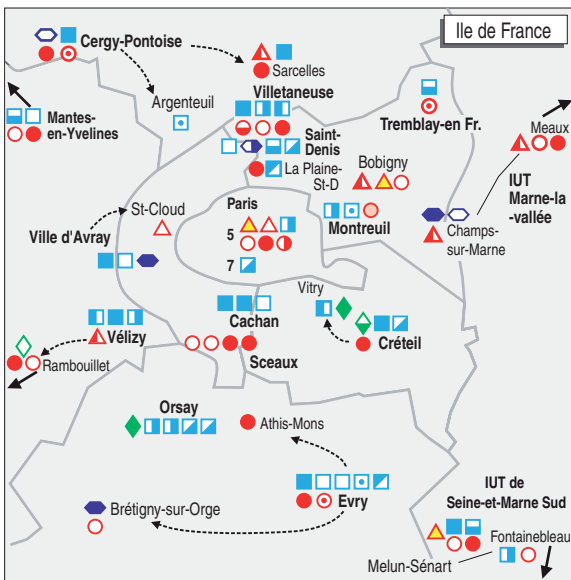 Ile de France
Cergy-Pontoise
Sarcelles
Argenteuil
Villetaneuse
Mantes-
en-Yvelines
Tremblay-en Fr.
Meaux
Saint-
Denis
La Plaine-
St-D
Bobigny
IUT
Marne-la
-vallée
St-Cloud
Paris
5
7
Montreuil
Ville d'Avray
Champs-
sur-Marne
Vitry
Cachan
Créteil
Vélizy
Rambouillet
Sceaux
Orsay
Athis-Mons
Evry
Brétigny-sur-Orge
IUT de
Seine-et-Marne Sud
Fontainebleau
Melun-Sénart